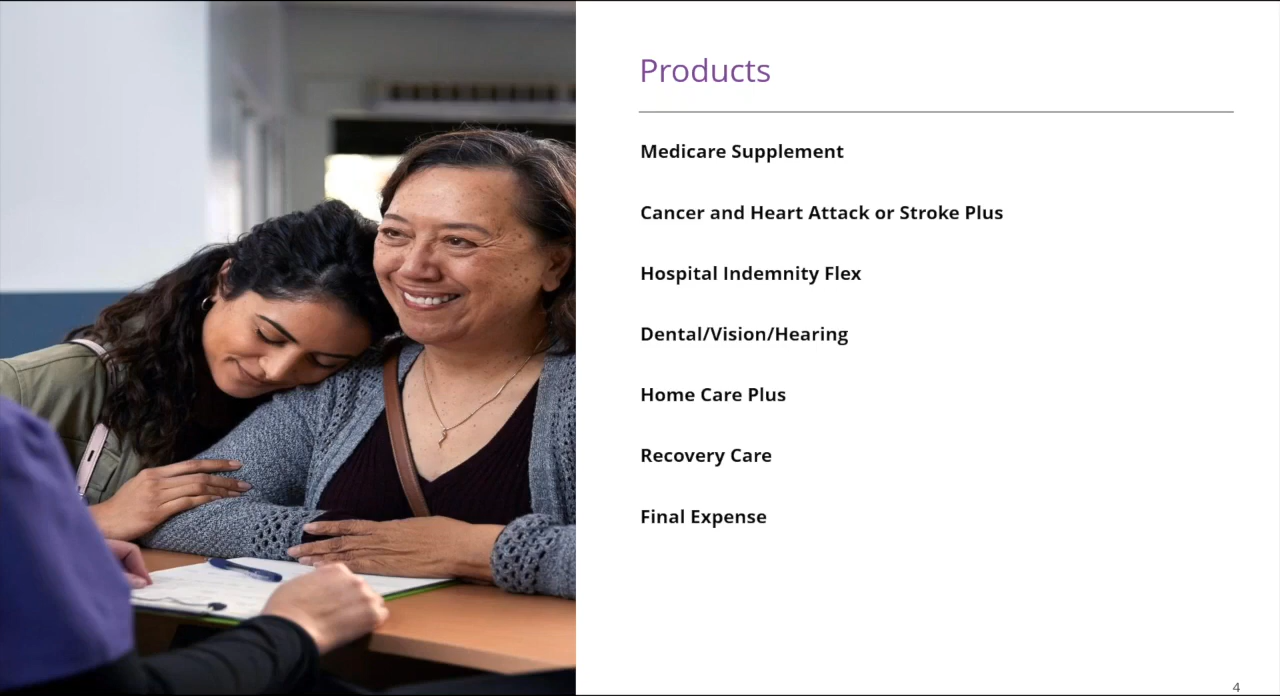 Products
Medicare Supplement
Cancer and Heart Attack or Stroke Plus
Hospital Indemnity Flex
Dental/Vision/Hearing
Home Care Plus
Recovery Care
Final Expense
4